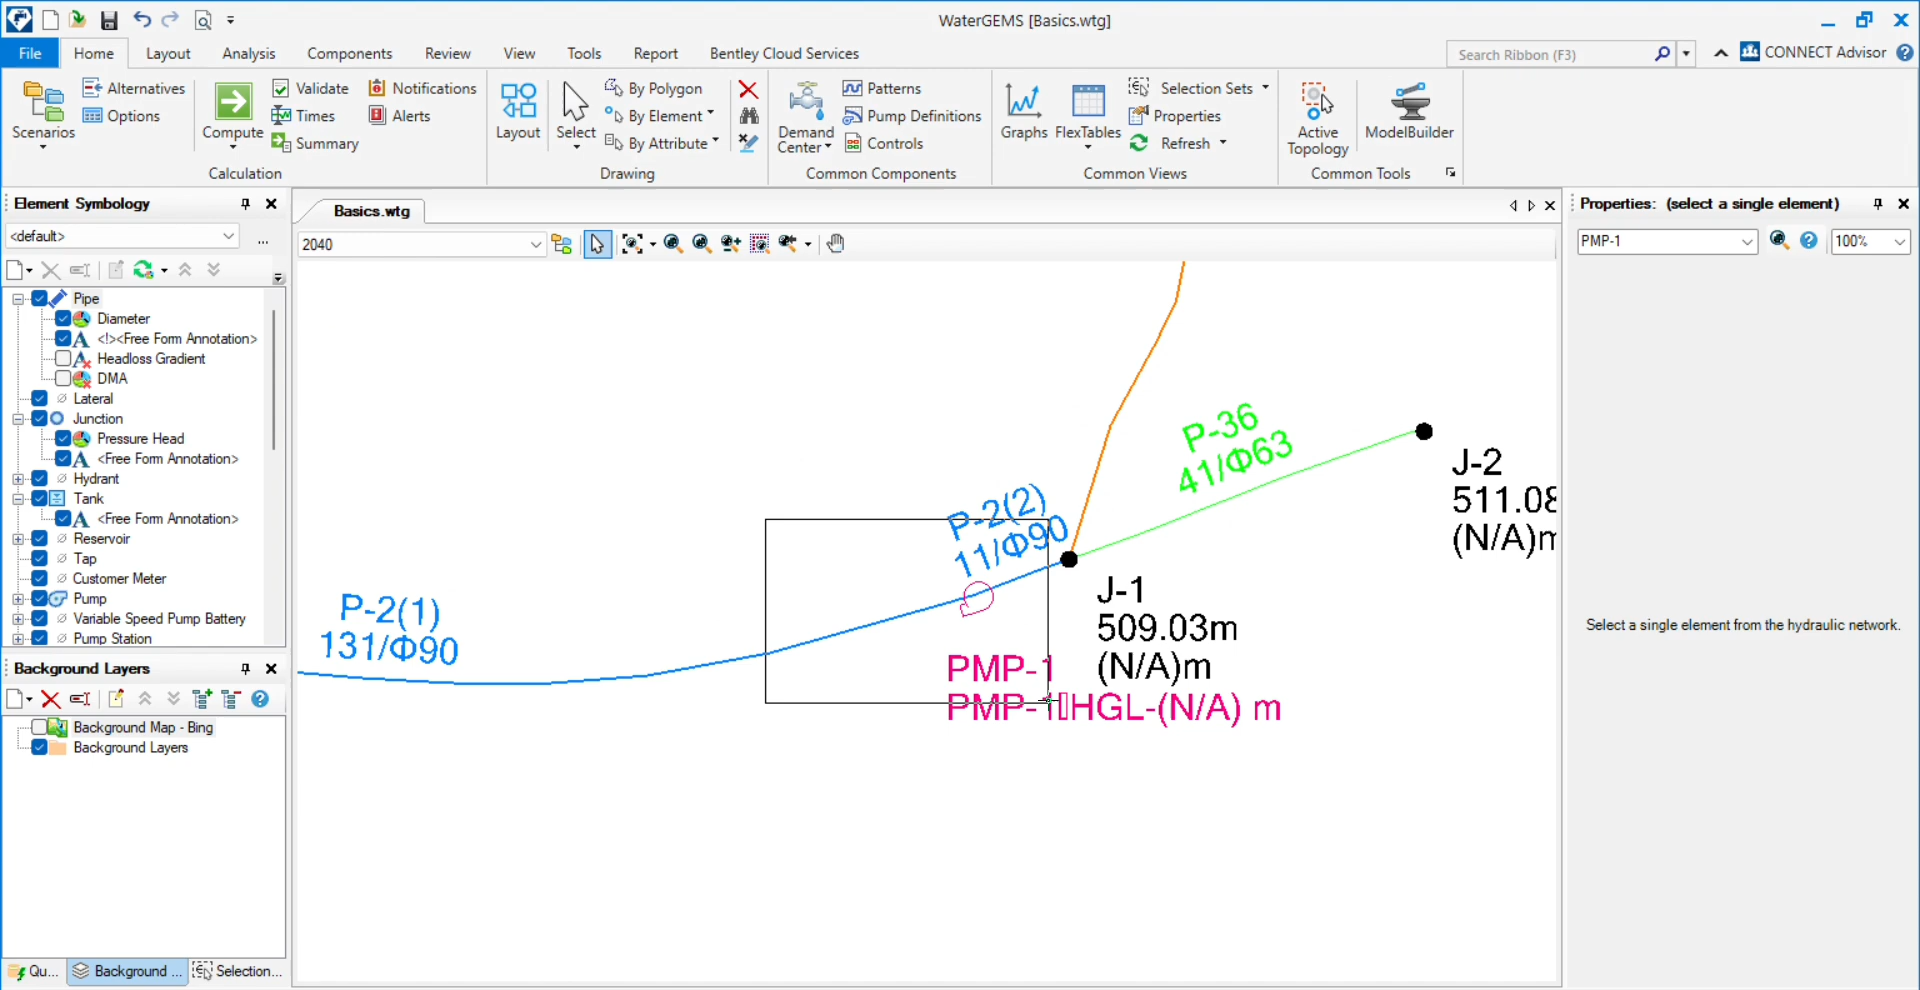 WaterGEMS [Basics.wtg]
File Home Layout Analysis Components Review View Tools Report Bentley Cloud Services
Search Ribbon (F3)
CONNECT Advisor
Scenarios
Alternatives
Options
Compute
Validate
Times
Summary
Notifications
Alerts
Calculation
Layout
Select
By Polygon
By Element
By Attribute
Drawing
Demand
Center
Patterns
Pump Definitions
Controls
Common Components
Graphs
FlexTables
Selection Sets
Properties
Refresh
Common Views
Active
Topology
ModelBuilder
Common Tools
Element Symbology
<default>
...
Pipe
Diameter
<!><Free Form Annotation>
Headloss Gradient
DMA
Lateral
Junction
Pressure Head
<Free Form Annotation>
Hydrant
Tank
<Free Form Annotation>
Reservoir
Tap
Customer Meter
Pump
Variable Speed Pump Battery
Pump Station
Background Layers
Background Map - Bing
Background Layers
Qu...
Background ...
Selection...
Basics.wtg
2040
P-2(1)
131/Φ90
P-2(2)
11/Φ90
P-36
41/Φ63
J-2
511.08
(N/A)m
J-1
509.03m
(N/A)m
PMP-1
PMP-1▯HGL-(N/A) m
Properties: (select a single element)
PMP-1
100%
Select a single element from the hydraulic network.